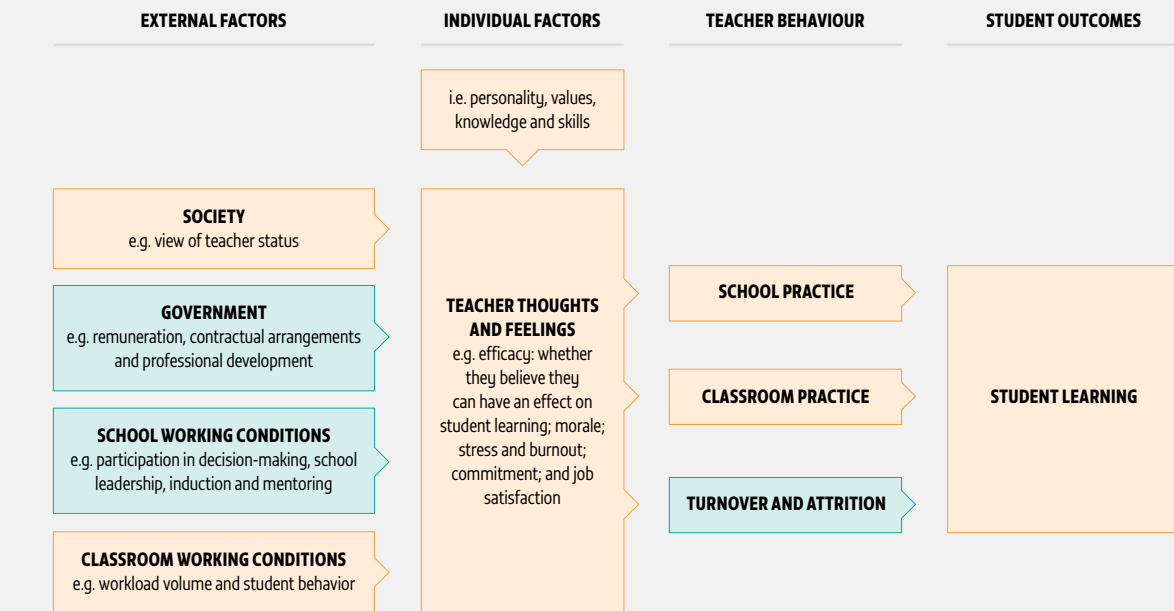 EXTERNAL FACTORS
INDIVIDUAL FACTORS
TEACHER BEHAVIOUR
STUDENT OUTCOMES
i.e. personality, values,
knowledge and skills
SOCIETY
e.g. view of teacher status
GOVERNMENT
e.g. remuneration, contractual arrangements
and professional development
SCHOOL WORKING CONDITIONS
e.g. participation in decision-making, school
leadership, induction and mentoring
CLASSROOM WORKING CONDITIONS
e.g. workload volume and student behavior
TEACHER THOUGHTS
AND FEELINGS
e.g. efficacy: whether
they believe they
can have an effect on
student learning; morale;
stress and burnout;
commitment; and job
satisfaction
SCHOOL PRACTICE
CLASSROOM PRACTICE
TURNOVER AND ATTRITION
STUDENT LEARNING